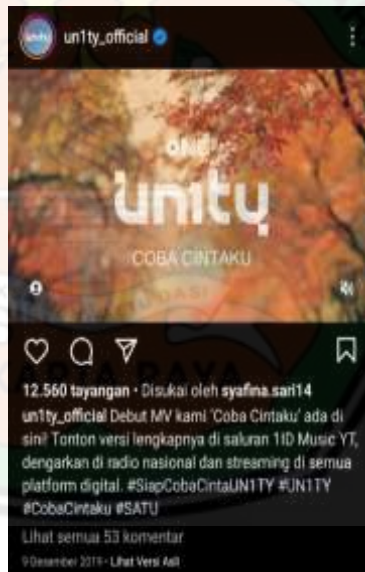 un1ty_official
ONE
un1ty
COBA CINTAKU
12.560 tayangan • Disukai oleh syafina.sari14
un1ty_official Debut MV kami 'Coba Cintaku' ada di
sini! Tonton versi lengkapnya di saluran 1ID Music YT,
dengarkan di radio nasional dan streaming di semua
platform digital. #SiapCobaCintaUN1TY #UN1TY
#CobaCintaku #SATU
Lihat semua 53 komentar
9 Desember 2019 • Lihat Versi Asli